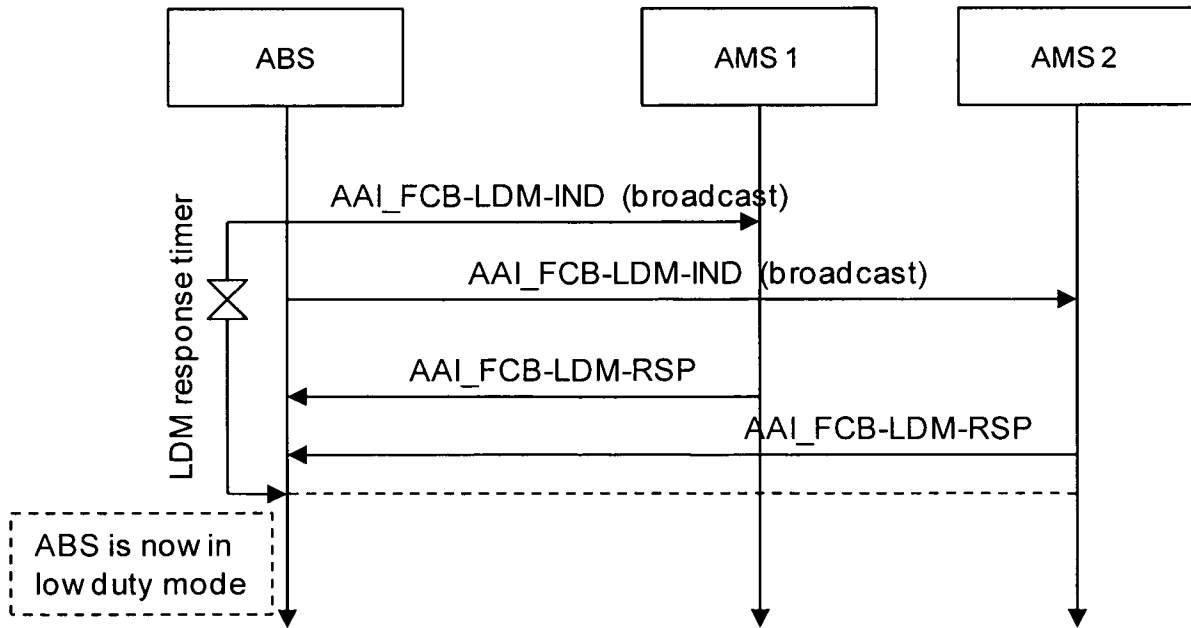 ABS
AMS 1
AMS 2
AAI_FCB-LDM-IND (broadcast)
LDM response timer
AAI_FCB-LDM-IND (broadcast)
AAI_FCB-LDM-RSP
AAI_FCB-LDM-RSP
ABS is now in
low duty mode